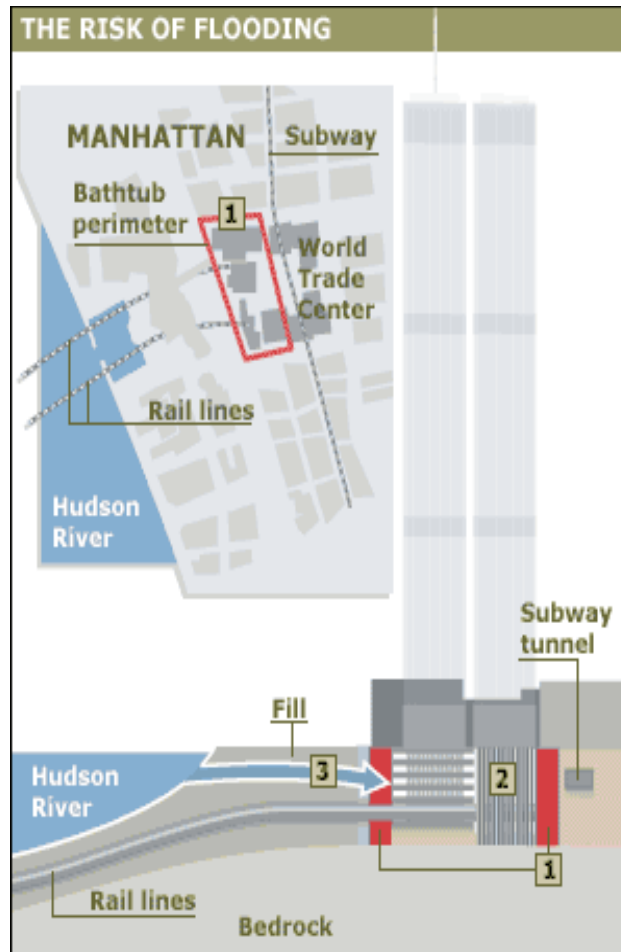 THE RISK OF FLOODING
MANHATTAN
Subway
Bathtub
perimeter
1
World
Trade
Center
Rail lines
Hudson
River
Subway
tunnel
Fill
3
2
Hudson
River
1
Rail lines
Bedrock